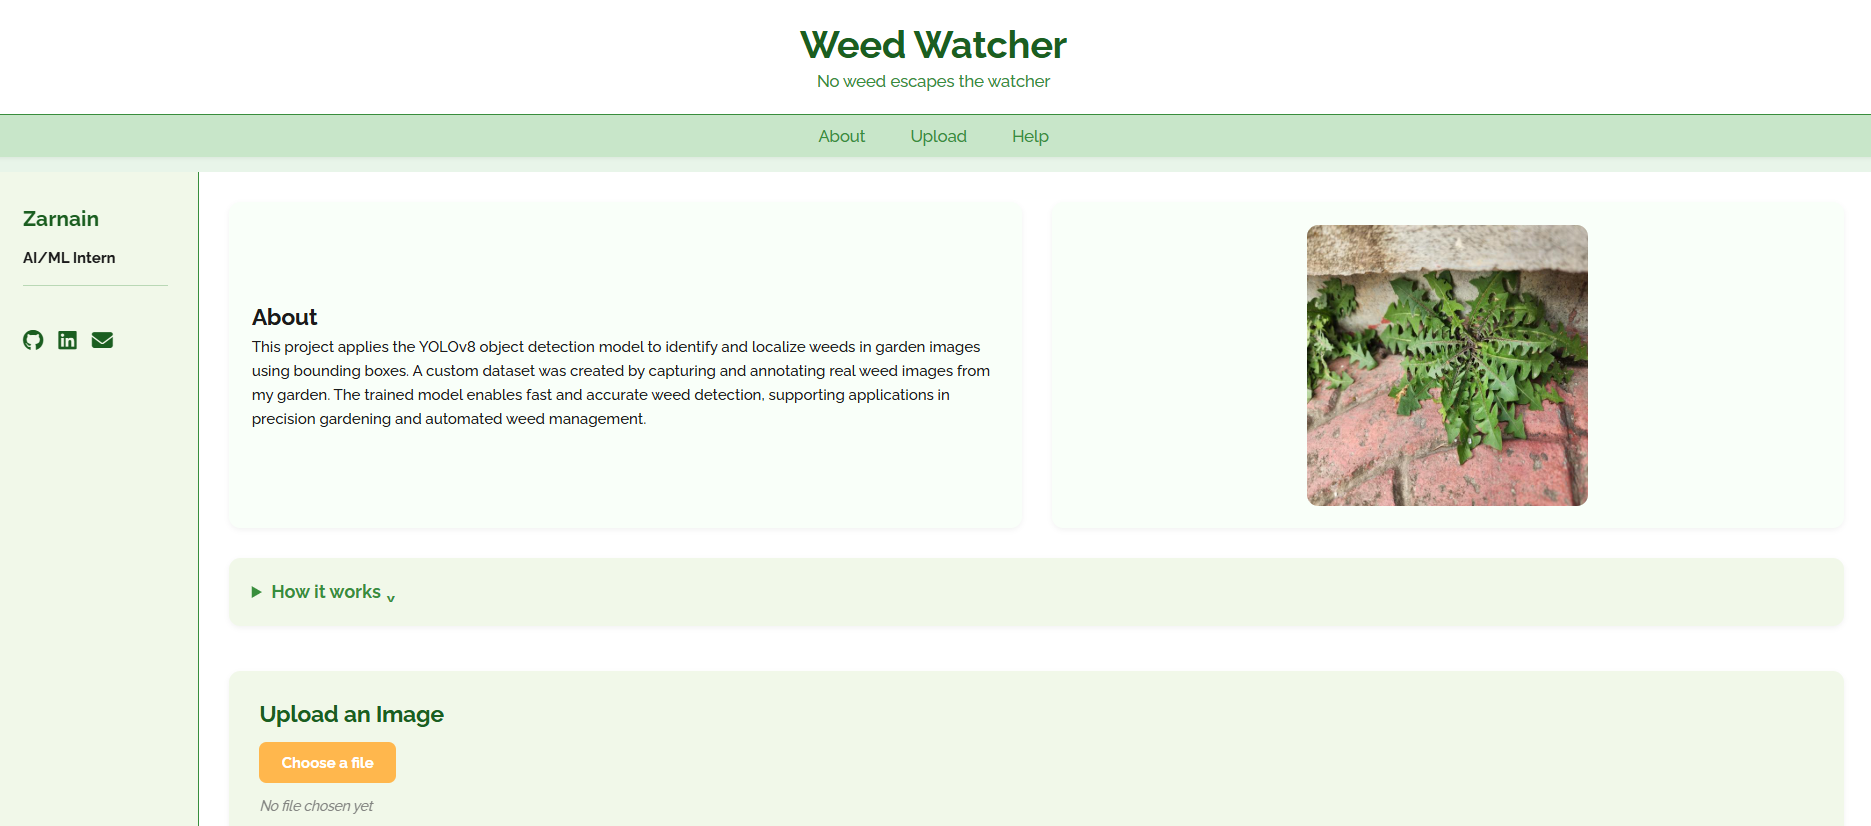 Weed Watcher
No weed escapes the watcher
About Upload Help
Zarnain
AI/ML Intern
About
This project applies the YOLOv8 object detection model to identify and localize weeds in garden images
using bounding boxes. A custom dataset was created by capturing and annotating real weed images from
my garden. The trained model enables fast and accurate weed detection, supporting applications in
precision gardening and automated weed management.
How it works v
Upload an Image
Choose a file
No file chosen yet